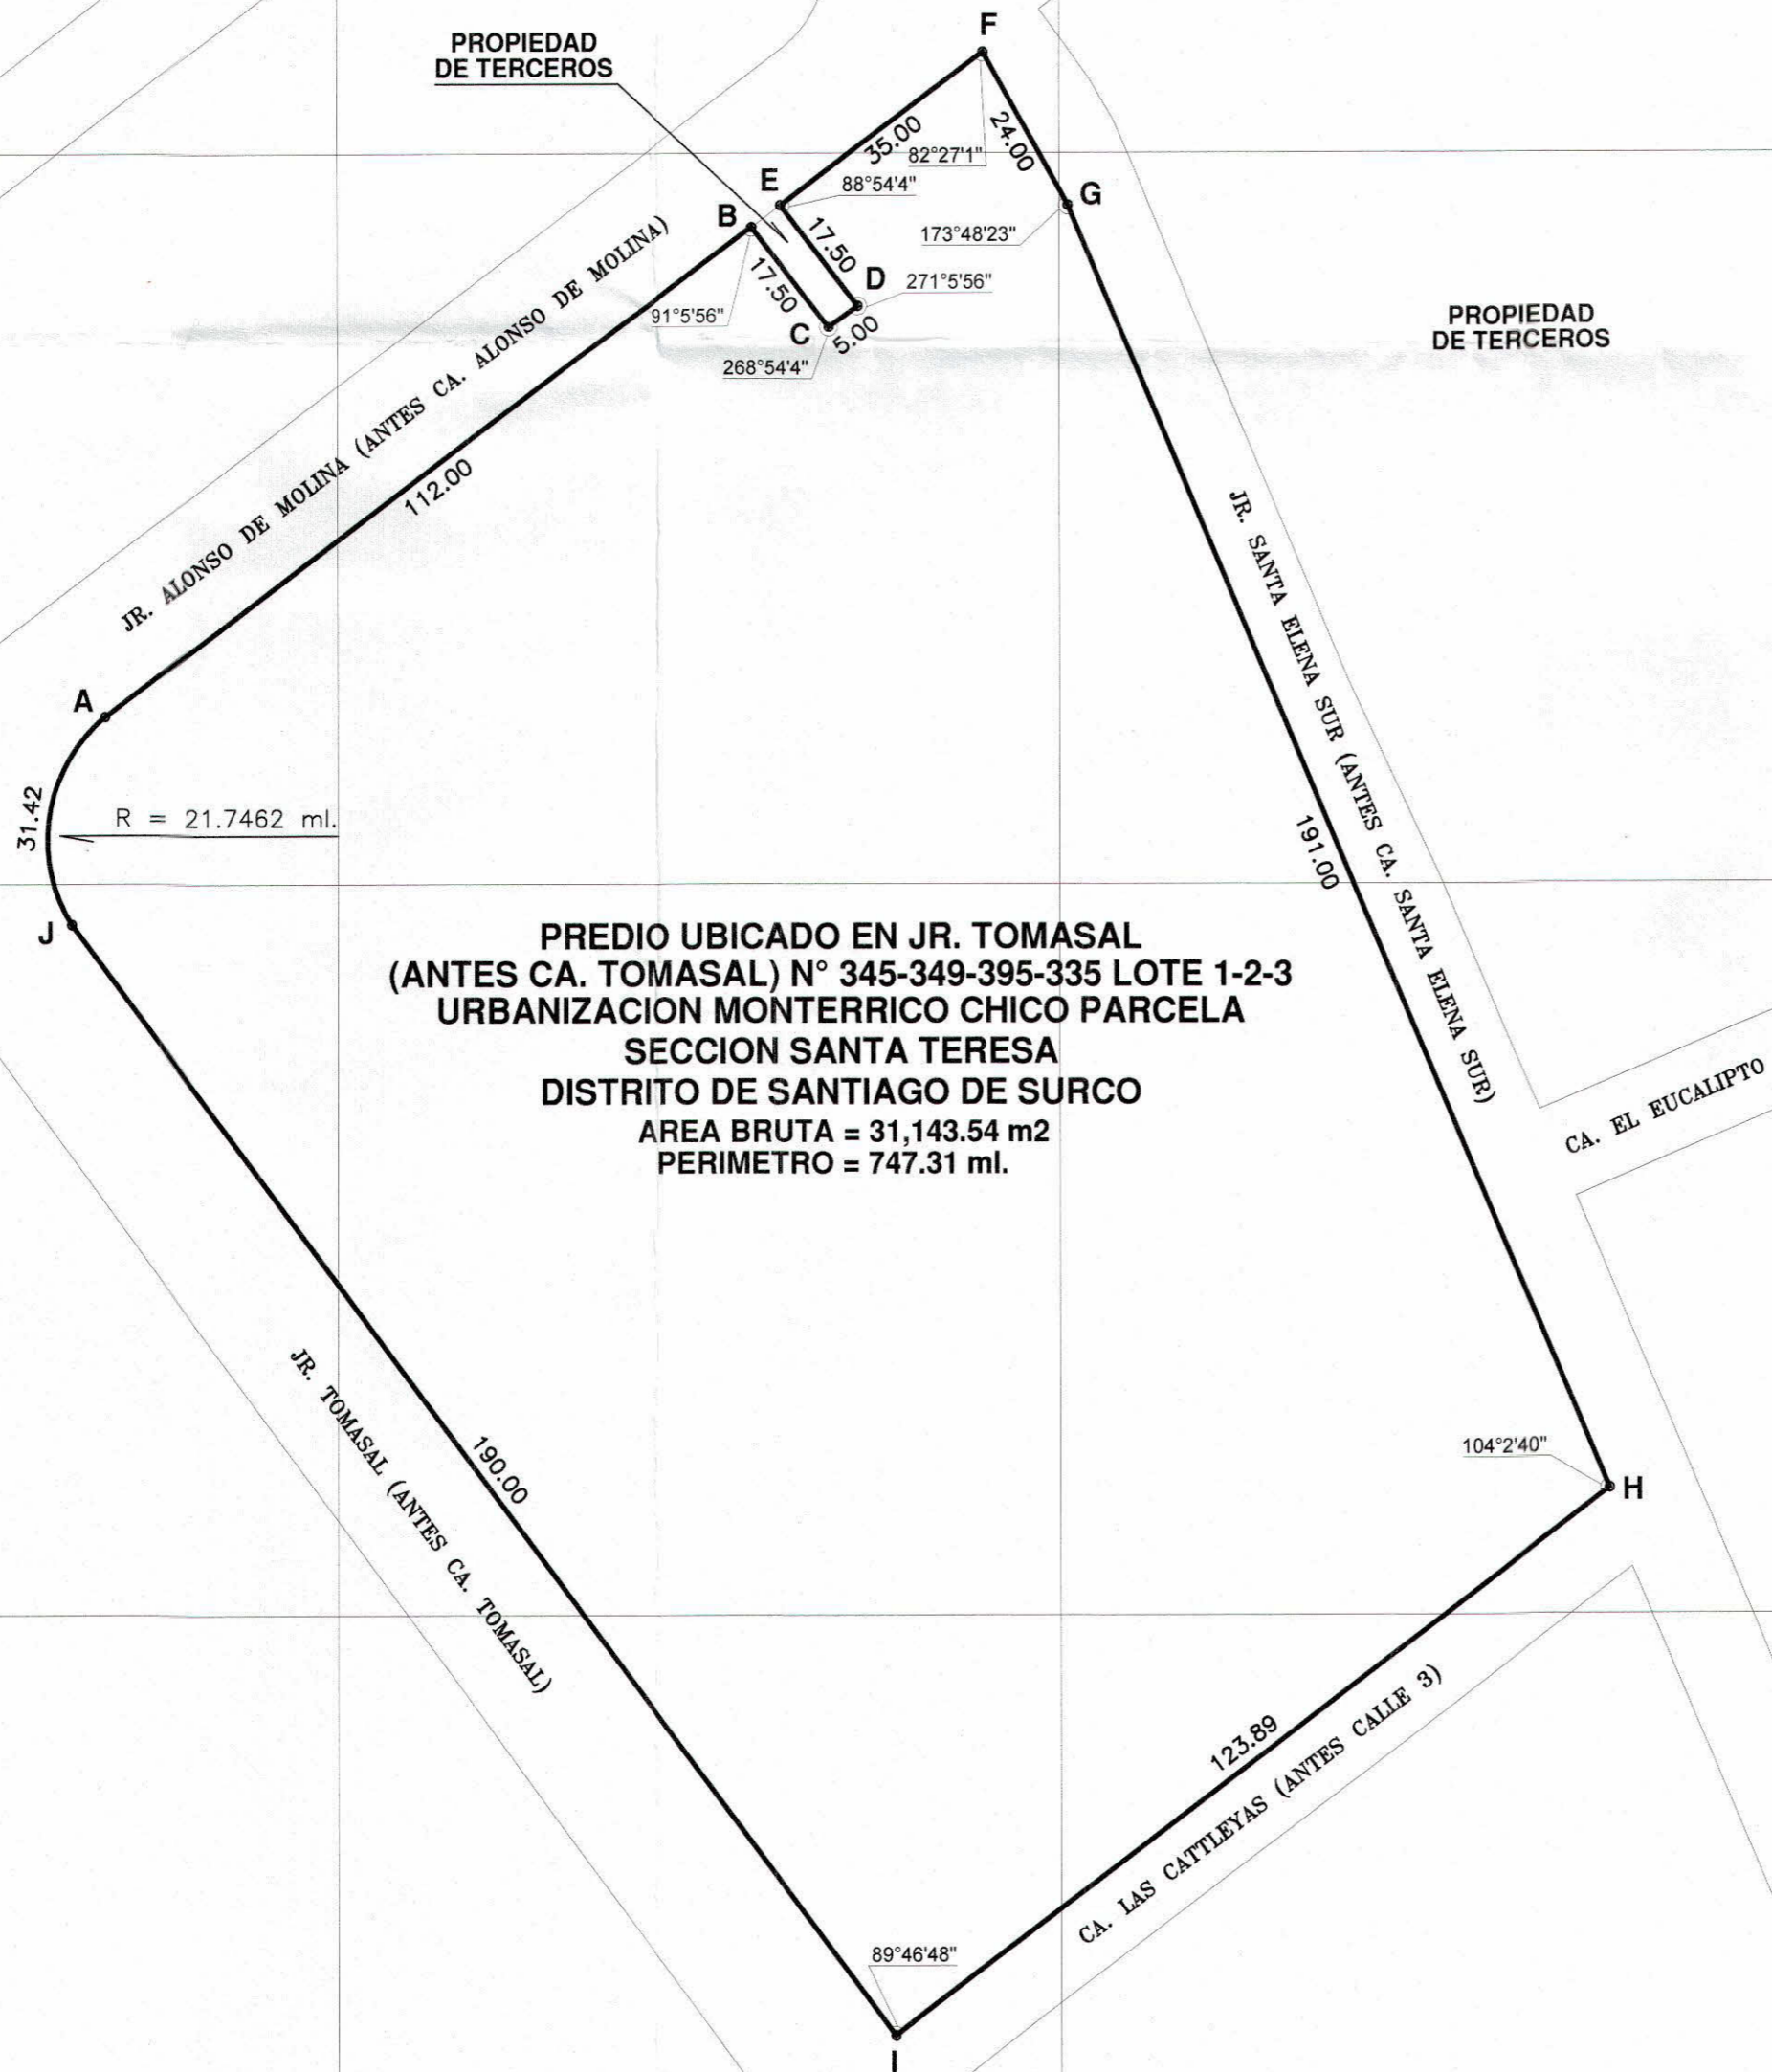 F
PROPIEDAD
DE TERCEROS
35.00
24.00
82°27'1"
E
88°54'4"
G
B
17.50
173°48'23"
D
271°5'56"
17.50
91°5'56"
C
5.00
268°54'4"
PROPIEDAD
DE TERCEROS
JR. ALONSO DE MOLINA (ANTES CA. ALONSO DE MOLINA)
112.00
JR. SANTA ELENA SUR (ANTES CA. SANTA ELENA SUR)
A
31.42
R = 21.7462 ml.
191.00
J
PREDIO UBICADO EN JR. TOMASAL
(ANTES CA. TOMASAL) N° 345-349-395-335 LOTE 1-2-3
URBANIZACION MONTERRICO CHICO PARCELA
SECCION SANTA TERESA
DISTRITO DE SANTIAGO DE SURCO
AREA BRUTA = 31,143.54 m2
PERIMETRO = 747.31 ml.
CA. EL EUCALIPTO
JR. TOMASAL (ANTES CA. TOMASAL)
190.00
104°2'40"
H
123.89
CA. LAS CATTLEYAS (ANTES CALLE 3)
89°46'48"
I